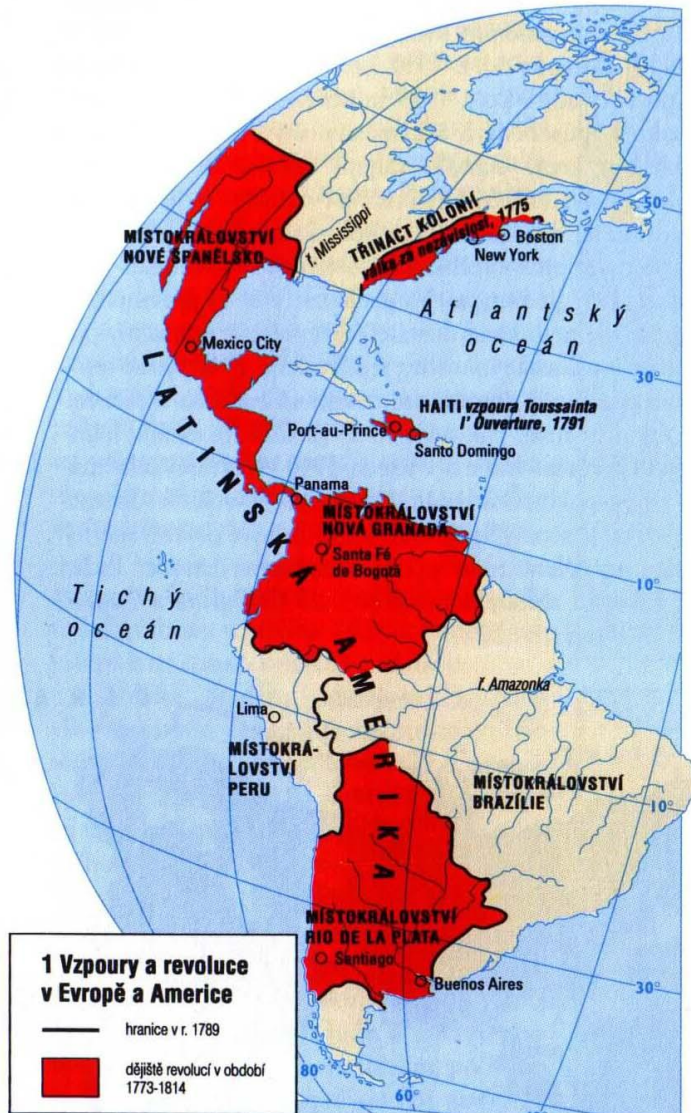 50°
TŘINÁCT KOLONIÍ
válka za nezávislost, 1775
Boston
New York
ř. Mississippi
MÍSTOKRÁLOVSTVÍ
NOVÉ ŠPANĚLSKO
Atlantský
oceán
Mexico City
30°
LATINSKÁ AMERIKA
HAITI vzpoura Toussainta
l' Ouverture, 1791
Port-au-Prince
Santo Domingo
Panama
MÍSTOKRÁLOVSTVÍ
NOVÁ GRANADA
Santa Fé
de Bogotá
10°
Tichý
oceán
ř. Amazonka
Lima
MÍSTOKRÁ-
LOVSTVÍ
PERU
MÍSTOKRÁLOVSTVÍ
BRAZÍLIE
10°
MÍSTOKRÁLOVSTVÍ
RIO DE LA PLATA
Santiago
Buenos Aires
30°
1 Vzpoury a revoluce
v Evropě a Americe
hranice v r. 1789
dějiště revolucí v období
1773-1814
80°
60°